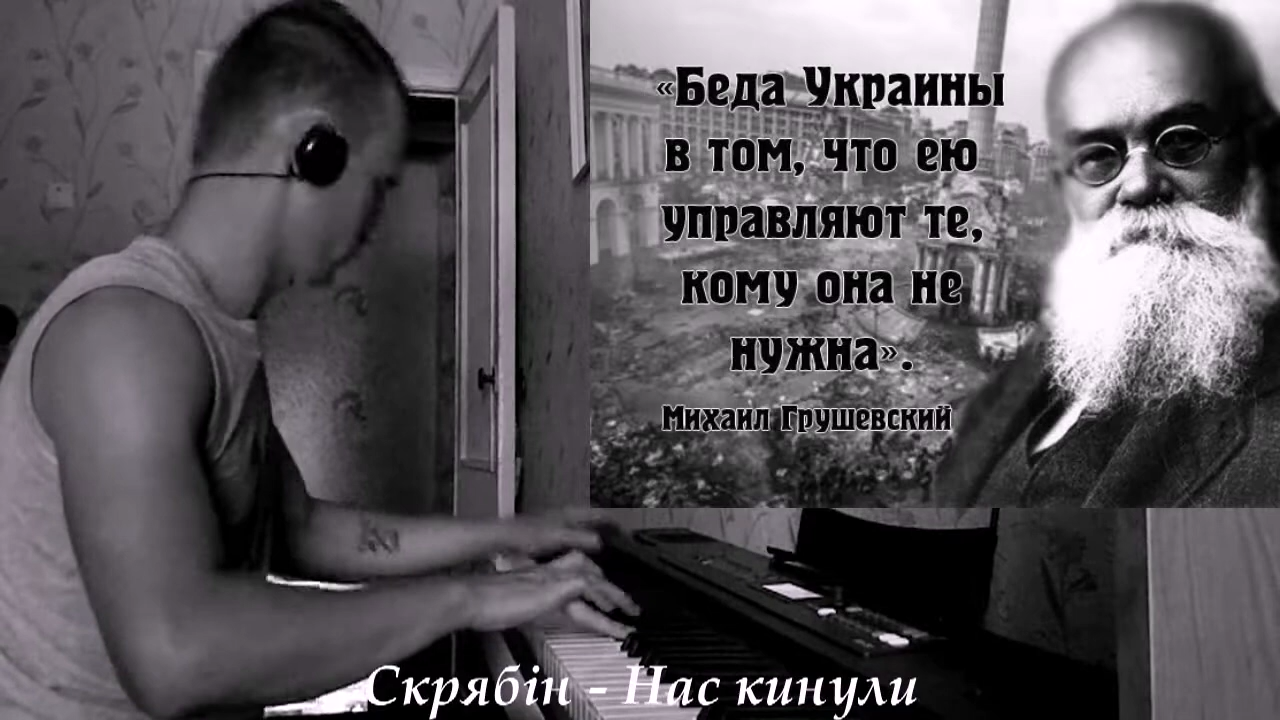 «Беда Украины
в том, что ею
управляют те,
кому она не
нужна».
Михаил Грушевский
Скрябін - Нас кинули